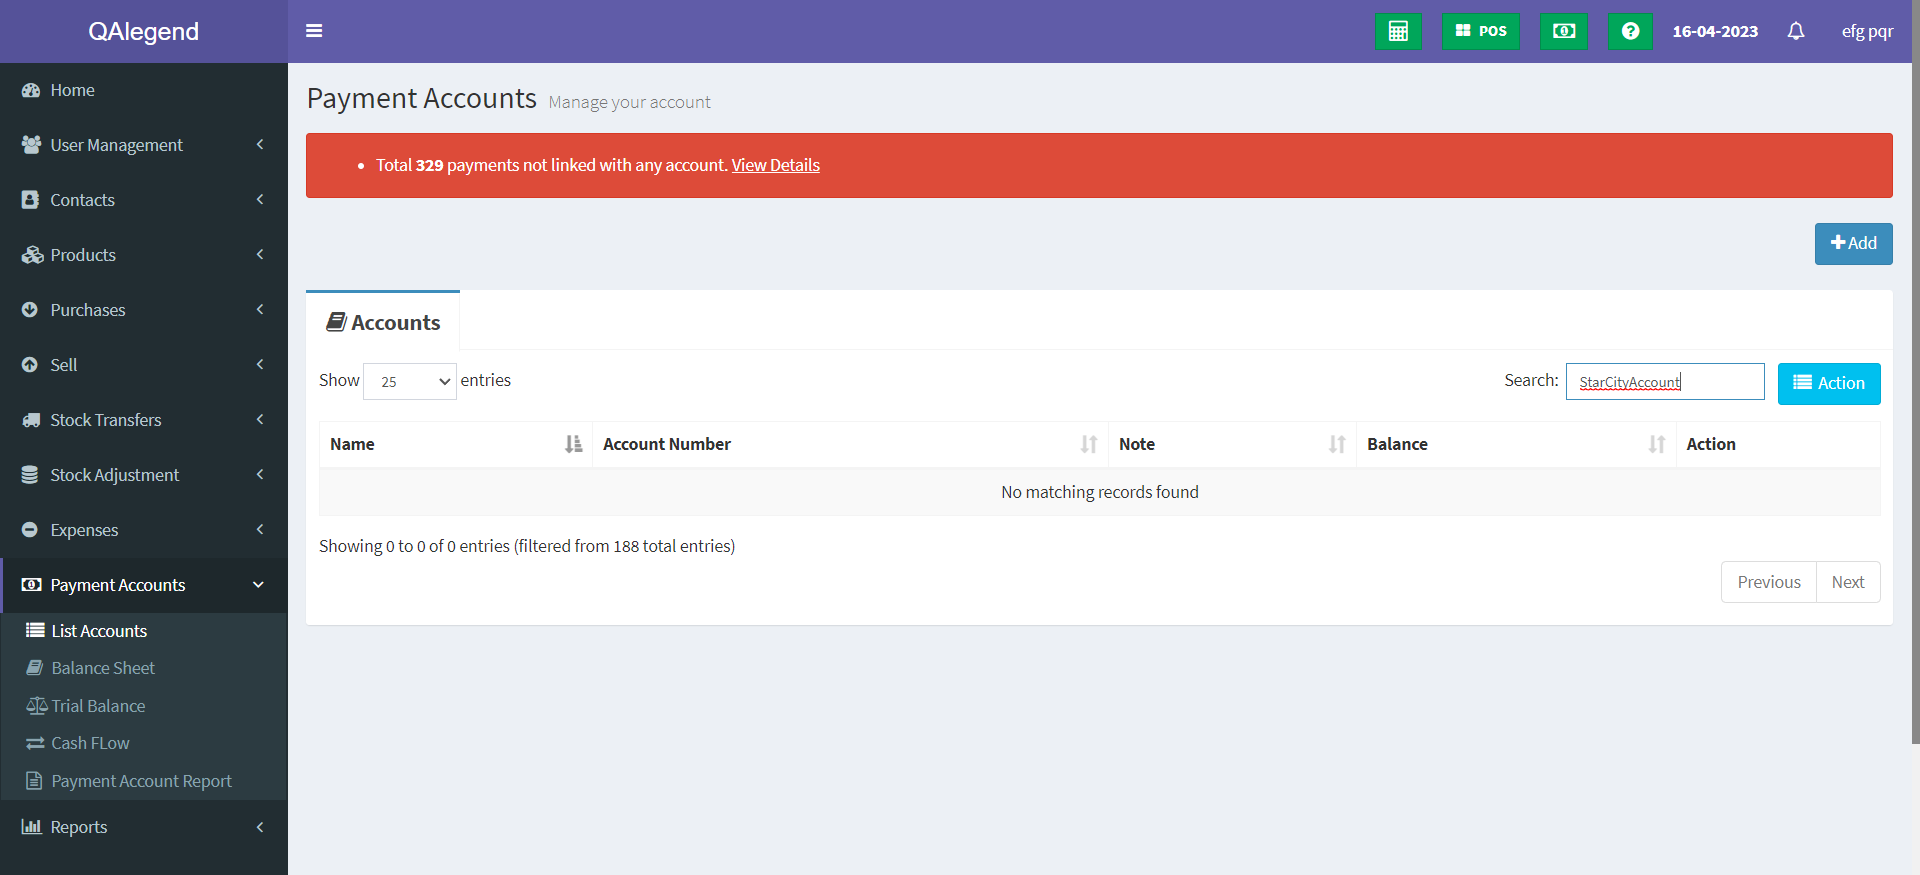 QAlegend
POS
16-04-2023
efg pqr
Home
User Management
Contacts
Products
Purchases
Sell
Stock Transfers
Stock Adjustment
Expenses
Payment Accounts
List Accounts
Balance Sheet
Trial Balance
Cash FLow
Payment Account Report
Reports
Payment Accounts Manage your account
Total 329 payments not linked with any account. View Details
Add
Accounts
Show 25 entries
Search: StarCityAccount
Action
Name Account Number Note Balance Action
No matching records found
Showing 0 to 0 of 0 entries (filtered from 188 total entries)
Previous Next